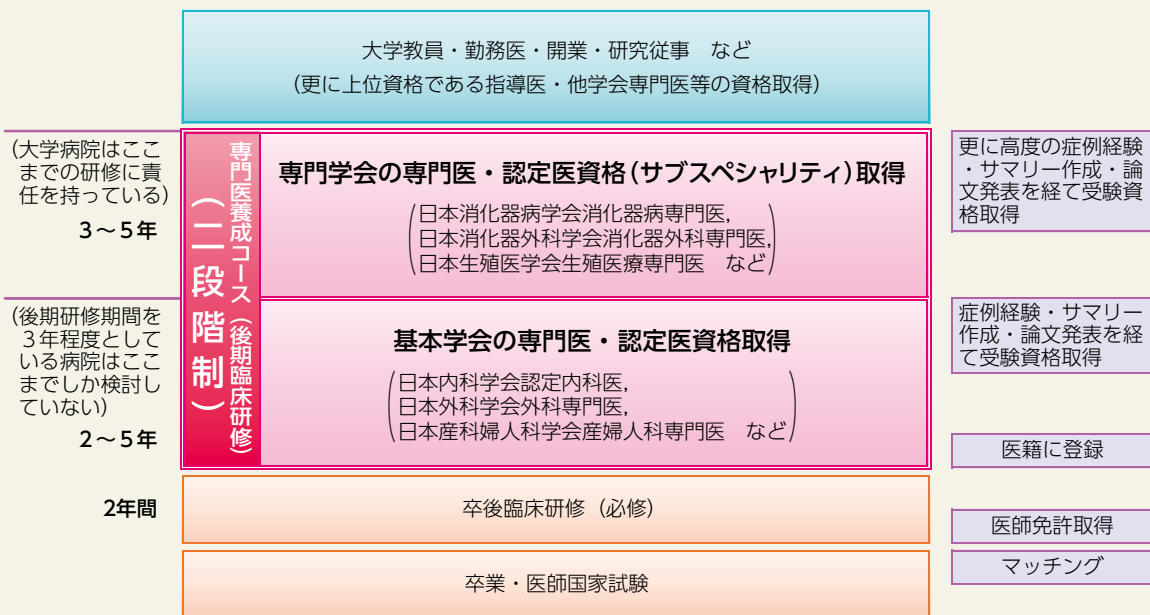 大学教員・勤務医・開業・研究従事　など
(更に上位資格である指導医・他学会専門医等の資格取得)
(大学病院はここ
までの研修に責
任を持っている)
3～5年
専門医養成コース(後期臨床研修)
(二段階制)
専門学会の専門医・認定医資格(サブスペシャリティ)取得
(日本消化器病学会消化器病専門医,
日本消化器外科学会消化器外科専門医,
日本生殖医学会生殖医療専門医　など)
更に高度の症例経験
・サマリー作成・論
文発表を経て受験資
格取得
(後期研修期間を
3年程度として
いる病院はここ
までしか検討し
ていない)
2～5年
基本学会の専門医・認定医資格取得
(日本内科学会認定内科医,
日本外科学会外科専門医,
日本産科婦人科学会産婦人科専門医　など)
症例経験・サマリー
作成・論文発表を経
て受験資格取得
医籍に登録
2年間
卒後臨床研修（必修）
医師免許取得
マッチング
卒業・医師国家試験